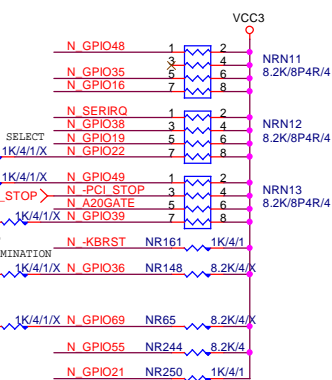 VCC3
N_GPIO48 1 2
3 4 NRN11
N_GPIO35 5 6 8.2K/8P4R/4
N_GPIO16 7 8
N_SERIRQ 1 2
N_GPIO38 3 4 NRN12
SELECT N_GPIO19 5 6 8.2K/8P4R/4
1K/4/1/X N_GPIO22 7 8
1K/4/1/X N_GPIO49 1 2
_STOP N_-PCI_STOP 3 4 NRN13
N_A20GATE 5 6 8.2K/8P4R/4
1K/4/1/X N_GPIO39 7 8
N_-KBRST NR161 1K/4/1
MINATION
1K/4/1/X N_GPIO36 NR148 8.2K/4/X
1K/4/1/X N_GPIO69 NR65 8.2K/4/X
N_GPIO55 NR244 8.2K/4
N_GPIO21 NR250 1K/4/1